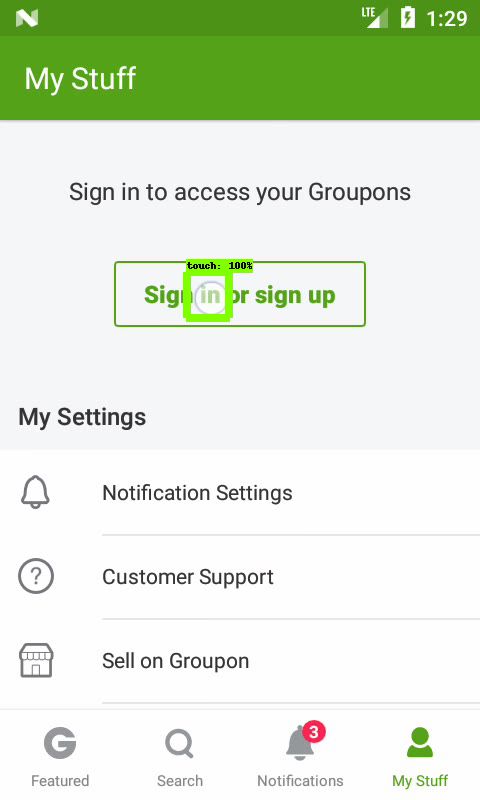 LTE 1:29
My Stuff
Sign in to access your Groupons
touch: 100%
Sign in or sign up
My Settings
Notification Settings
? Customer Support
Sell on Groupon
G 3
Featured Search Notifications My Stuff